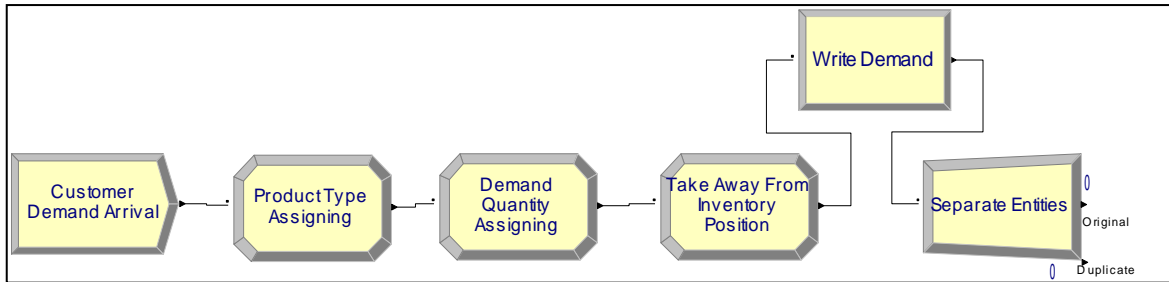 Write Demand
Customer
Demand Arrival
Product Type
Assigning
Demand
Quantity
Assigning
Take Away From
Inventory
Position
Separate Entities
0
Original
0
Duplicate